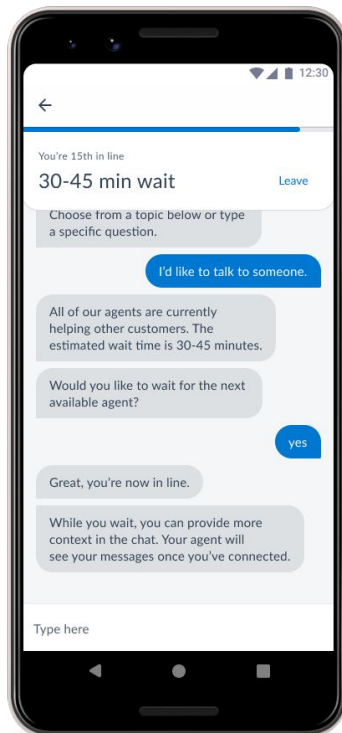 12:30
You're 15th in line
30-45 min wait
Leave
Choose from a topic below or type
a specific question.
I'd like to talk to someone.
All of our agents are currently
helping other customers. The
estimated wait time is 30-45 minutes.
Would you like to wait for the next
available agent?
yes
Great, you're now in line.
While you wait, you can provide more
context in the chat. Your agent will
see your messages once you've connected.
Type here